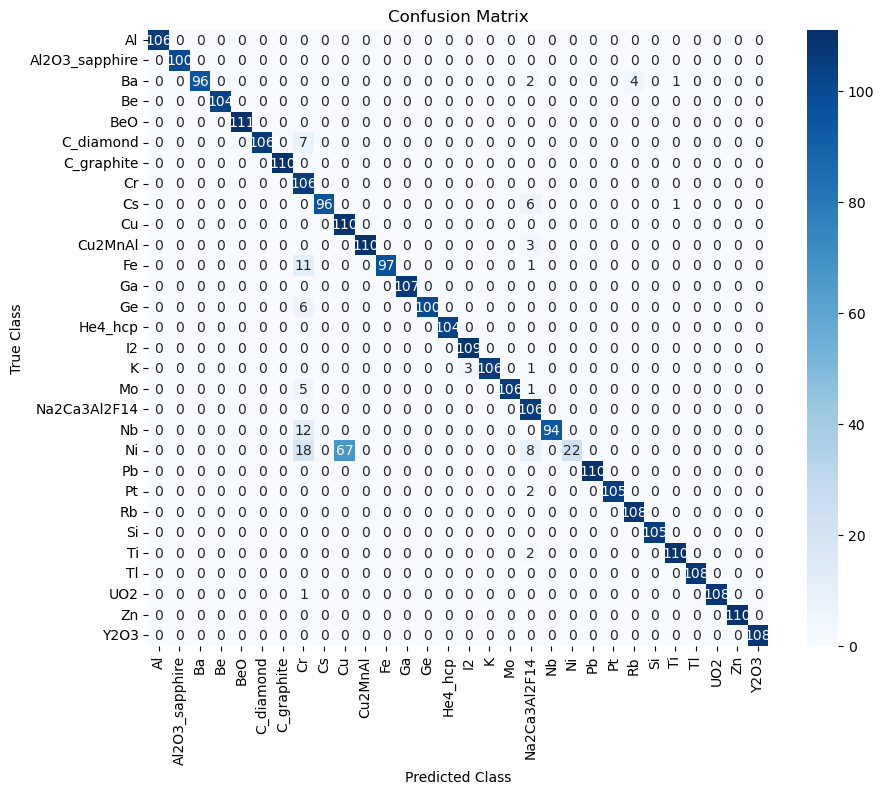 Confusion Matrix
Al 106 0 0 0 0 0 0 0 0 0 0 0 0 0 0 0 0 0 0 0 0 0 0 0 0 0 0 0 0 0
Al2O3_sapphire 0 100 0 0 0 0 0 0 0 0 0 0 0 0 0 0 0 0 0 0 0 0 0 0 0 0 0 0 0 0
Ba 0 0 96 0 0 0 0 0 0 0 0 0 0 0 0 0 0 0 2 0 0 0 0 4 0 1 0 0 0 0
Be 0 0 0 104 0 0 0 0 0 0 0 0 0 0 0 0 0 0 0 0 0 0 0 0 0 0 0 0 0 0
BeO 0 0 0 0 111 0 0 0 0 0 0 0 0 0 0 0 0 0 0 0 0 0 0 0 0 0 0 0 0 0
C_diamond 0 0 0 0 0 106 0 7 0 0 0 0 0 0 0 0 0 0 0 0 0 0 0 0 0 0 0 0 0 0
C_graphite 0 0 0 0 0 0 110 0 0 0 0 0 0 0 0 0 0 0 0 0 0 0 0 0 0 0 0 0 0 0
Cr 0 0 0 0 0 0 0 106 0 0 0 0 0 0 0 0 0 0 0 0 0 0 0 0 0 0 0 0 0 0
Cs 0 0 0 0 0 0 0 0 96 0 0 0 0 0 0 0 0 0 6 0 0 0 0 0 0 1 0 0 0 0
Cu 0 0 0 0 0 0 0 0 0 110 0 0 0 0 0 0 0 0 0 0 0 0 0 0 0 0 0 0 0 0
Cu2MnAl 0 0 0 0 0 0 0 0 0 0 110 0 0 0 0 0 0 0 3 0 0 0 0 0 0 0 0 0 0 0
Fe 0 0 0 0 0 0 0 11 0 0 0 97 0 0 0 0 0 0 1 0 0 0 0 0 0 0 0 0 0 0
Ga 0 0 0 0 0 0 0 0 0 0 0 0 107 0 0 0 0 0 0 0 0 0 0 0 0 0 0 0 0 0
Ge 0 0 0 0 0 0 0 6 0 0 0 0 0 100 0 0 0 0 0 0 0 0 0 0 0 0 0 0 0 0
He4_hcp 0 0 0 0 0 0 0 0 0 0 0 0 0 0 104 0 0 0 0 0 0 0 0 0 0 0 0 0 0 0
I2 0 0 0 0 0 0 0 0 0 0 0 0 0 0 0 109 0 0 0 0 0 0 0 0 0 0 0 0 0 0
K 0 0 0 0 0 0 0 0 0 0 0 0 0 0 0 3 106 0 1 0 0 0 0 0 0 0 0 0 0 0
Mo 0 0 0 0 0 0 0 5 0 0 0 0 0 0 0 0 0 106 1 0 0 0 0 0 0 0 0 0 0 0
Na2Ca3Al2F14 0 0 0 0 0 0 0 0 0 0 0 0 0 0 0 0 0 0 106 0 0 0 0 0 0 0 0 0 0 0
Nb 0 0 0 0 0 0 0 12 0 0 0 0 0 0 0 0 0 0 0 94 0 0 0 0 0 0 0 0 0 0
Ni 0 0 0 0 0 0 0 18 0 67 0 0 0 0 0 0 0 0 8 0 22 0 0 0 0 0 0 0 0 0
Pb 0 0 0 0 0 0 0 0 0 0 0 0 0 0 0 0 0 0 0 0 0 110 0 0 0 0 0 0 0 0
Pt 0 0 0 0 0 0 0 0 0 0 0 0 0 0 0 0 0 0 2 0 0 0 105 0 0 0 0 0 0 0
Rb 0 0 0 0 0 0 0 0 0 0 0 0 0 0 0 0 0 0 0 0 0 0 0 108 0 0 0 0 0 0
Si 0 0 0 0 0 0 0 0 0 0 0 0 0 0 0 0 0 0 0 0 0 0 0 0 105 0 0 0 0 0
Ti 0 0 0 0 0 0 0 0 0 0 0 0 0 0 0 0 0 0 2 0 0 0 0 0 0 110 0 0 0 0
Tl 0 0 0 0 0 0 0 0 0 0 0 0 0 0 0 0 0 0 0 0 0 0 0 0 0 0 108 0 0 0
UO2 0 0 0 0 0 0 0 1 0 0 0 0 0 0 0 0 0 0 0 0 0 0 0 0 0 0 0 108 0 0
Zn 0 0 0 0 0 0 0 0 0 0 0 0 0 0 0 0 0 0 0 0 0 0 0 0 0 0 0 0 110 0
Y2O3 0 0 0 0 0 0 0 0 0 0 0 0 0 0 0 0 0 0 0 0 0 0 0 0 0 0 0 0 0 108
Al Al2O3_sapphire Ba Be BeO C_diamond C_graphite Cr Cs Cu Cu2MnAl Fe Ga Ge He4_hcp I2 K Mo Na2Ca3Al2F14 Nb Ni Pb Pt Rb Si Ti Tl UO2 Zn Y2O3
Predicted Class
True Class
100
80
60
40
20
0